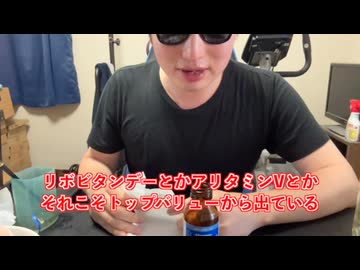 リポビタンデーとかアリタミンVとか
それこそトップバリューから出ている